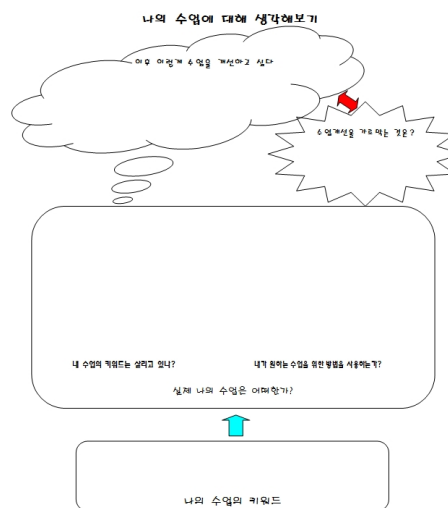 나의 수업에 대해 생각해보기
이후 이렇게 수업을 개선하고 싶다
수업개선을 가로막는 것은?
내 수업의 키워드는 살리고 있나?
내가 원하는 수업을 위한 방법을 사용하는가?
실제 나의 수업은 어떠한가?
나의 수업의 키워드